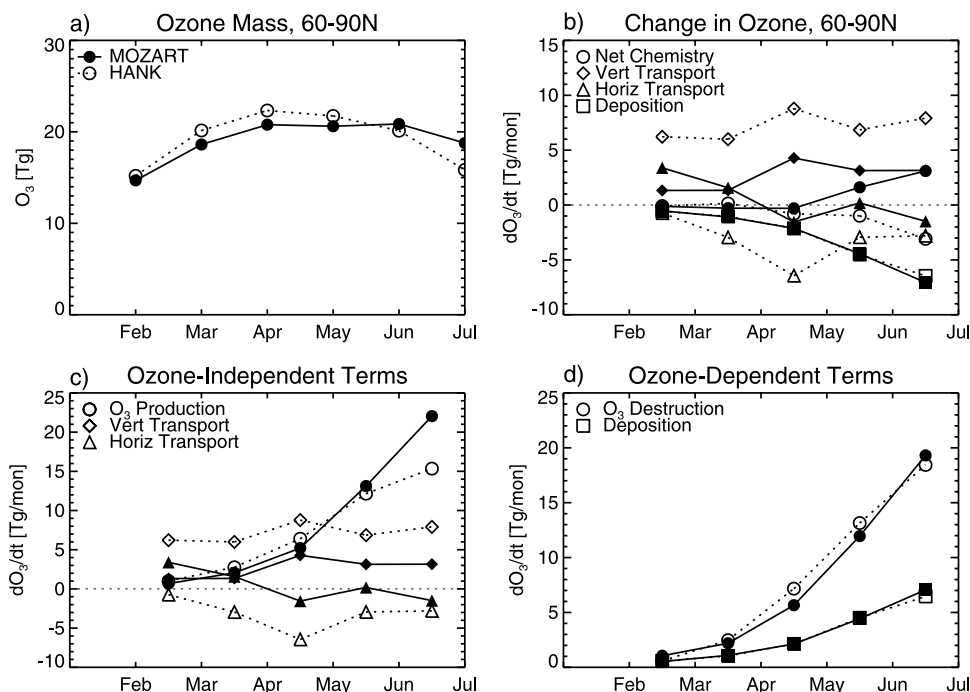 a) Ozone Mass, 60-90N
30
20
10
0
O3 [Tg]
MOZART
HANK
Feb Mar Apr May Jun Jul
b) Change in Ozone, 60-90N
15
10
5
0
-5
-10
dO3/dt [Tg/mon]
Net Chemistry
Vert Transport
Horiz Transport
Deposition
Feb Mar Apr May Jun Jul
c) Ozone-Independent Terms
25
20
15
10
5
0
-5
-10
dO3/dt [Tg/mon]
O3 Production
Vert Transport
Horiz Transport
Feb Mar Apr May Jun Jul
d) Ozone-Dependent Terms
25
20
15
10
5
0
dO3/dt [Tg/mon]
O3 Destruction
Deposition
Feb Mar Apr May Jun Jul